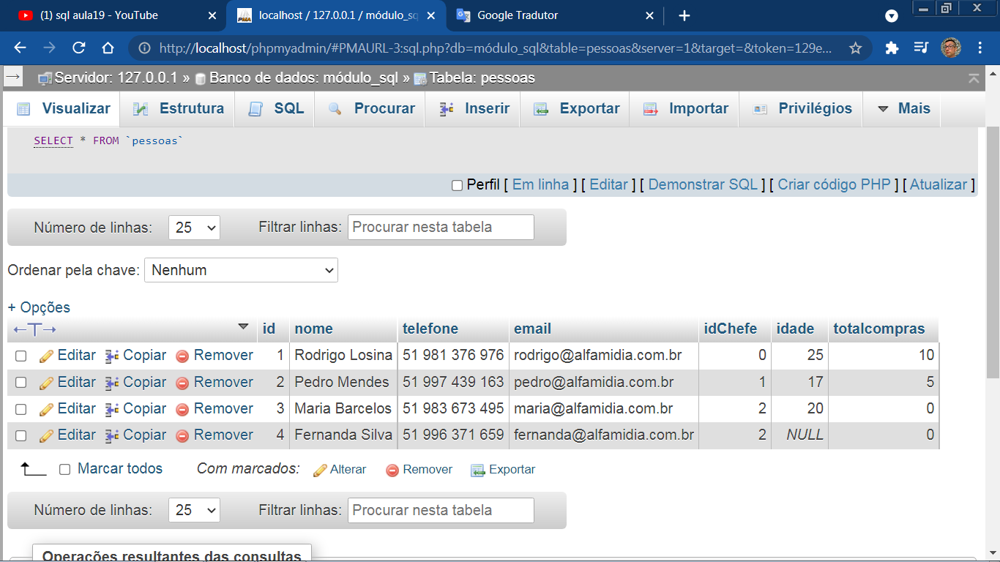 (1) sql aula19 - YouTube
localhost / 127.0.0.1 / módulo_sq
Google Tradutor
http://localhost/phpmyadmin/#PMAURL-3:sql.php?db=módulo_sql&table=pessoas&server=1&target=&token=129e...
Servidor: 127.0.0.1 » Banco de dados: módulo_sql » Tabela: pessoas
Visualizar Estrutura SQL Procurar Inserir Exportar Importar Privilégios Mais
SELECT * FROM `pessoas`
Perfil [ Em linha ] [ Editar ] [ Demonstrar SQL ] [ Criar código PHP ] [ Atualizar ]
Número de linhas: 25 Filtrar linhas: Procurar nesta tabela
Ordenar pela chave: Nenhum
+ Opções
←T→ id nome telefone email idChefe idade totalcompras
Editar Copiar Remover 1 Rodrigo Losina 51 981 376 976 rodrigo@alfamidia.com.br 0 25 10
Editar Copiar Remover 2 Pedro Mendes 51 997 439 163 pedro@alfamidia.com.br 1 17 5
Editar Copiar Remover 3 Maria Barcelos 51 983 673 495 maria@alfamidia.com.br 2 20 0
Editar Copiar Remover 4 Fernanda Silva 51 996 371 659 fernanda@alfamidia.com.br 2 NULL 0
Marcar todos Com marcados: Alterar Remover Exportar
Número de linhas: 25 Filtrar linhas: Procurar nesta tabela
Operações resultantes das consultas